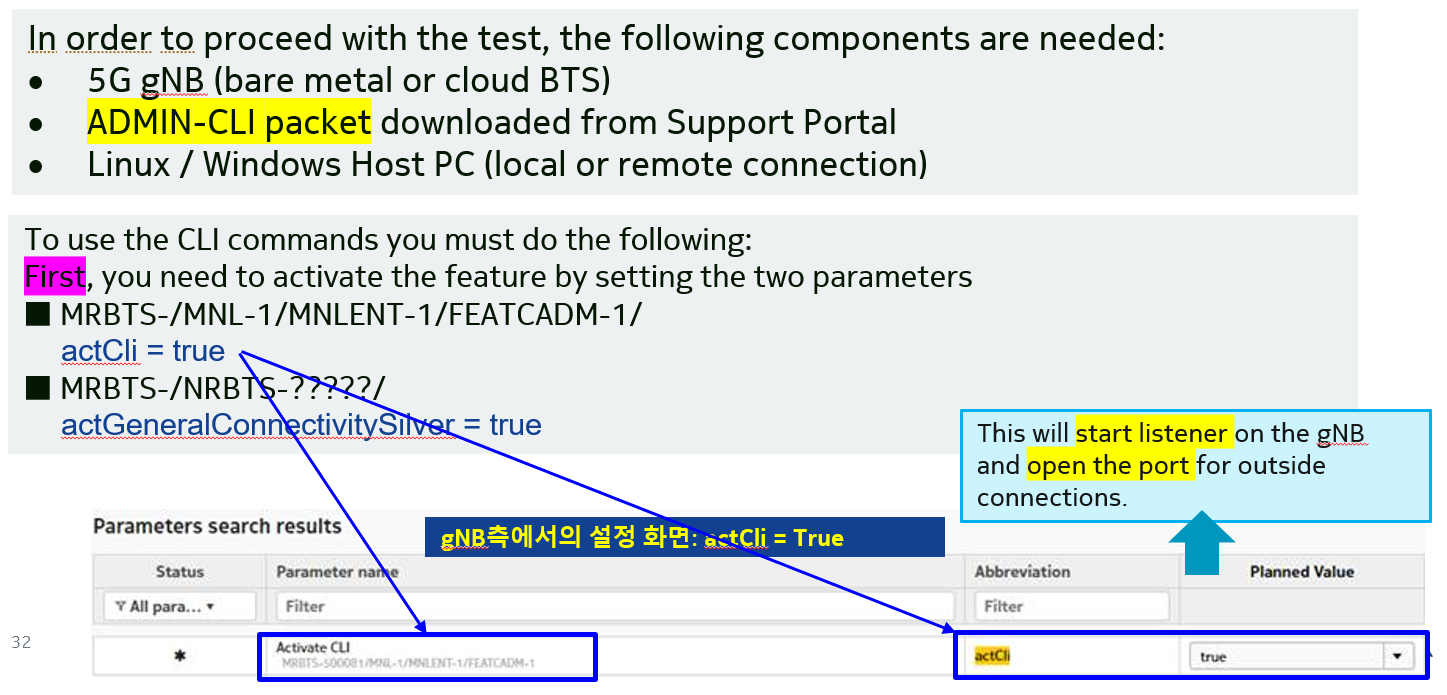 In order to proceed with the test, the following components are needed:
• 5G gNB (bare metal or cloud BTS)
• ADMIN-CLI packet downloaded from Support Portal
• Linux / Windows Host PC (local or remote connection)
To use the CLI commands you must do the following:
First, you need to activate the feature by setting the two parameters
■ MRBTS-/MNL-1/MNLENT-1/FEATCADM-1/
actCli = true
■ MRBTS-/NRBTS-?????/
actGeneralConnectivitySilver = true
This will start listener on the gNB
and open the port for outside
connections.
Parameters search results
gNB측에서의 설정 화면: actCli = True
Status Parameter name Abbreviation Planned Value
All para... Filter Filter
32
Activate CLI
MRBTS-500081/MNL-1/MNLENT-1/FEATCADM-1
* actCli true